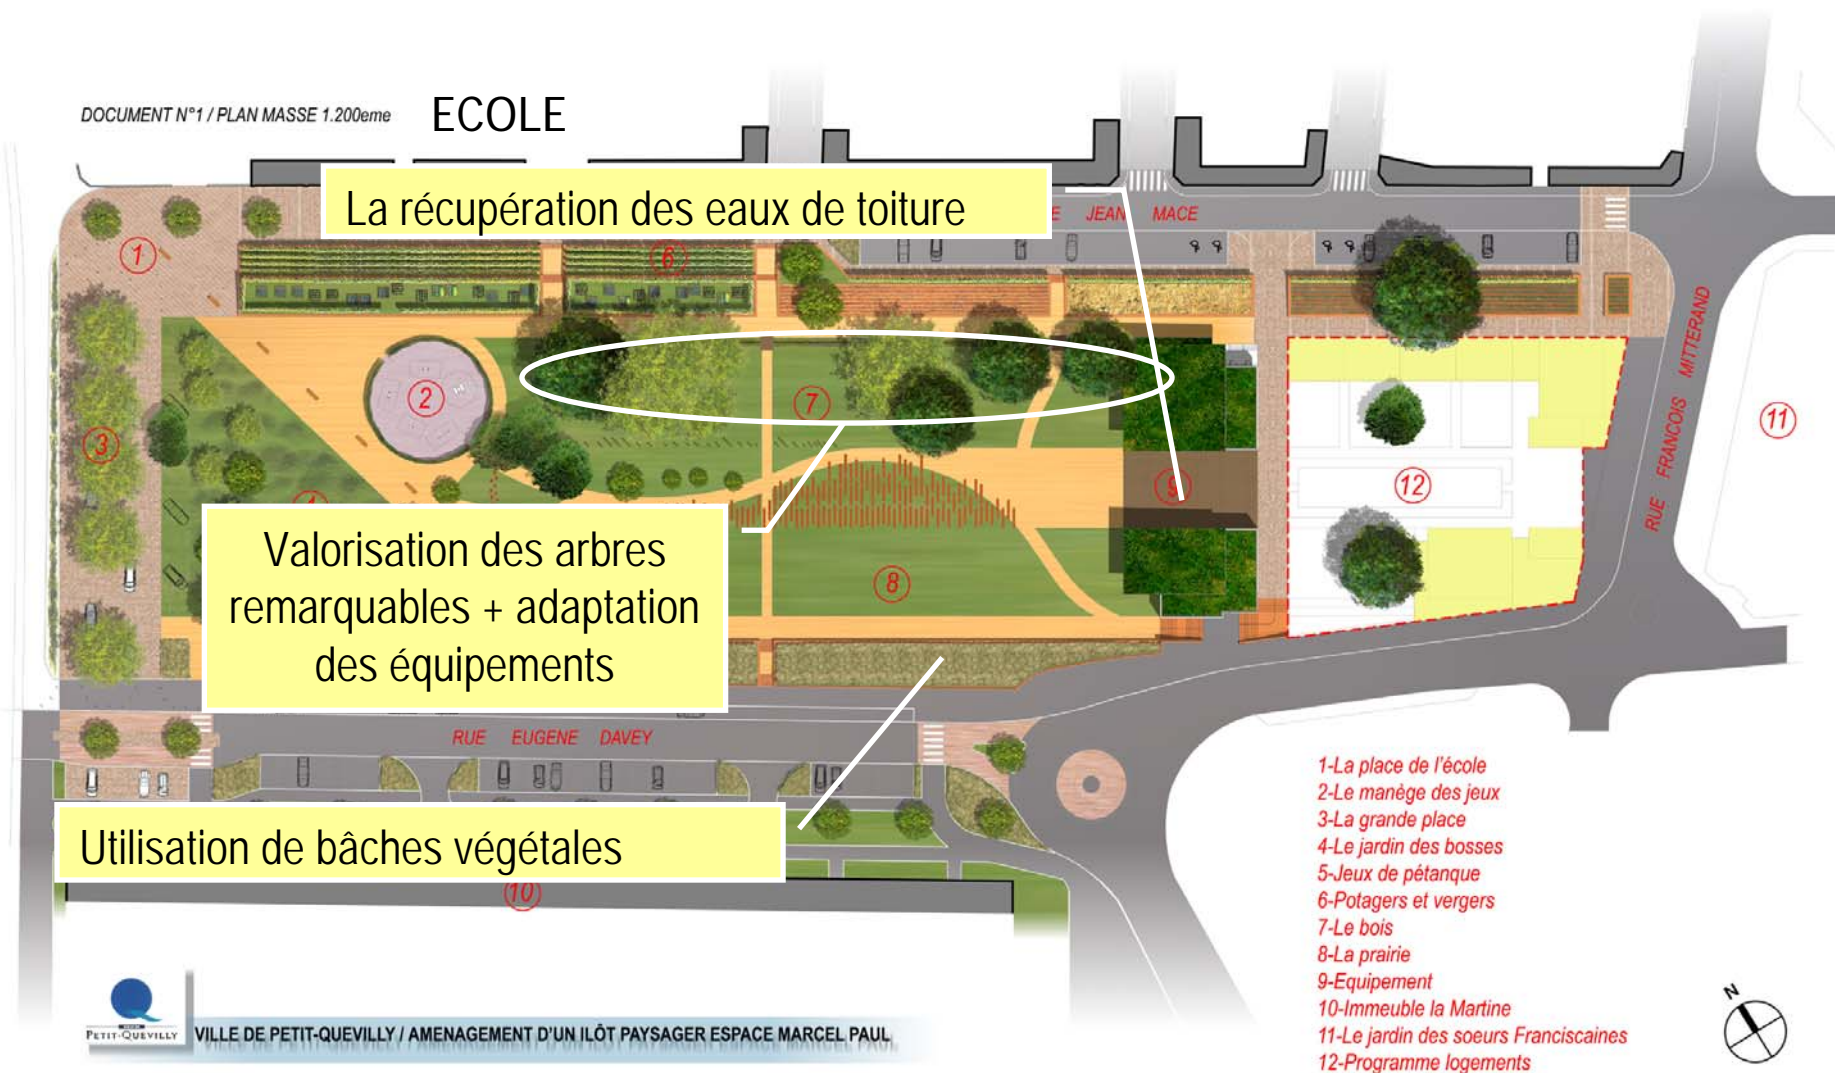 DOCUMENT N°1 / PLAN MASSE 1.200eme
ECOLE
La récupération des eaux de toiture
JEAN MACE
1
6
2
7
3
9
12
11
8
RUE FRANCOIS MITTERAND
Valorisation des arbres
remarquables + adaptation
des équipements
RUE EUGENE DAVEY
Utilisation de bâches végétales
10
1-La place de l'école
2-Le manège des jeux
3-La grande place
4-Le jardin des bosses
5-Jeux de pétanque
6-Potagers et vergers
7-Le bois
8-La prairie
9-Equipement
10-Immeuble la Martine
11-Le jardin des soeurs Franciscaines
12-Programme logements
N
PETIT-QUEVILLY
VILLE DE PETIT-QUEVILLY / AMENAGEMENT D'UN ILÔT PAYSAGER ESPACE MARCEL PAUL